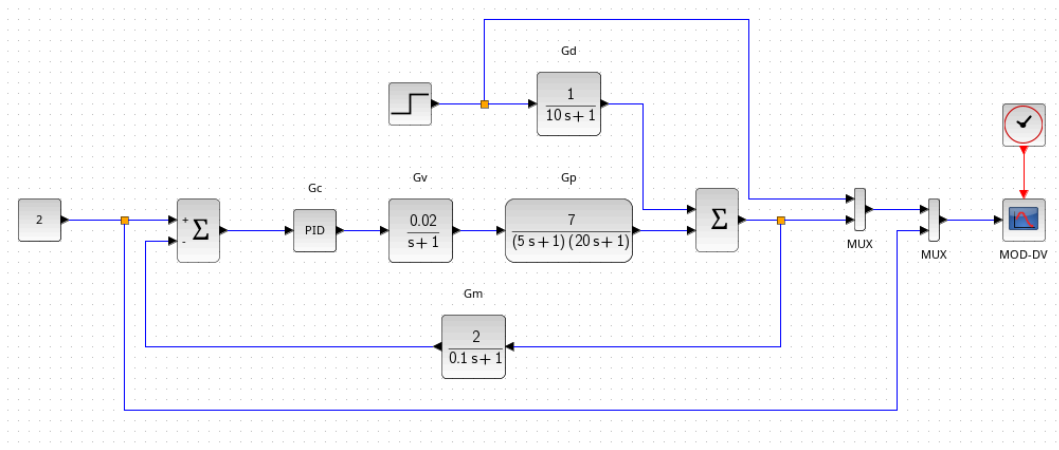 Gd
1
10 s+1
Gc
Gv
Gp
2
+
-
Σ
PID
0.02
s+1
7
(5 s+1) (20 s+1)
Σ
MUX
MUX
MOD-DV
Gm
2
0.1 s+1